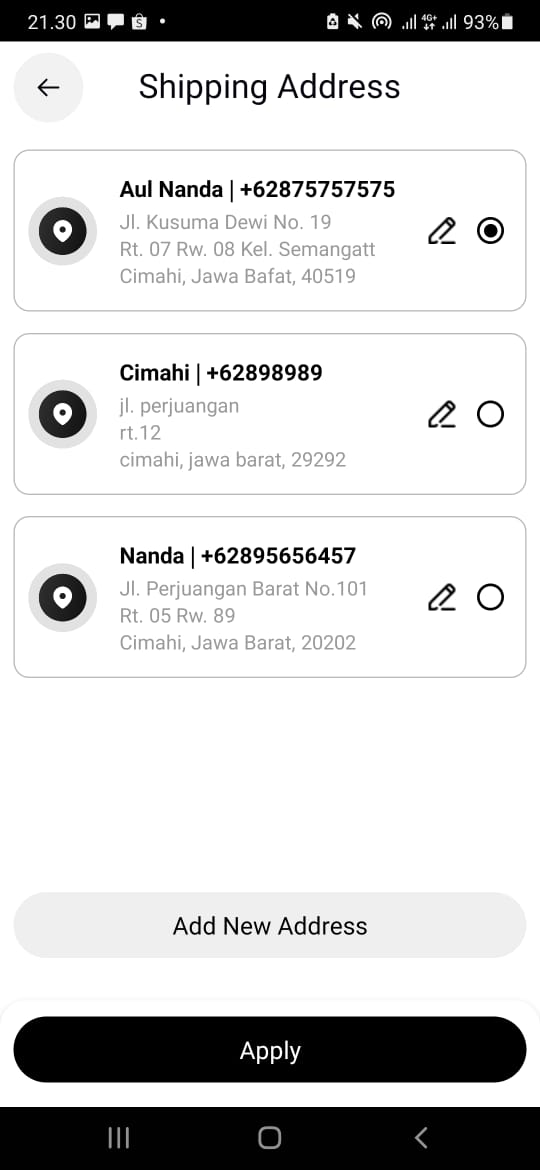 21.30
4G+ 93%
Shipping Address
Aul Nanda | +62875757575
Jl. Kusuma Dewi No. 19
Rt. 07 Rw. 08 Kel. Semangatt
Cimahi, Jawa Bafat, 40519
Cimahi | +62898989
jl. perjuangan
rt.12
cimahi, jawa barat, 29292
Nanda | +62895656457
Jl. Perjuangan Barat No.101
Rt. 05 Rw. 89
Cimahi, Jawa Barat, 20202
Add New Address
Apply